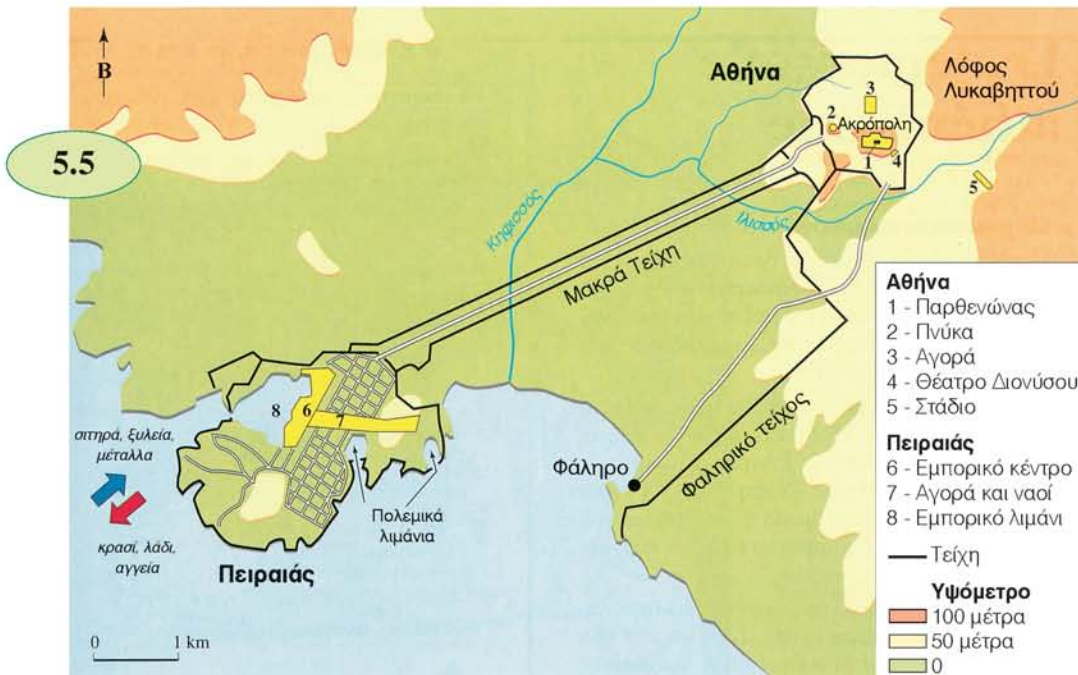 B
5.5
Αθήνα
Λόφος
Λυκαβηττού
3
2
Ακρόπολη
1
4
5
Κηφισσός
Ιλισσός
Μακρά Τείχη
8
6
7
σιτηρά, ξυλεία,
μέταλλα
κρασί, λάδι,
αγγεία
Πολεμικά
λιμάνια
Πειραιάς
Φάληρο
Φαληρικό τείχος
0 1 km
Αθήνα
1 - Παρθενώνας
2 - Πνύκα
3 - Αγορά
4 - Θέατρο Διονύσου
5 - Στάδιο
Πειραιάς
6 - Εμπορικό κέντρο
7 - Αγορά και ναοί
8 - Εμπορικό λιμάνι
Τείχη
Υψόμετρο
100 μέτρα
50 μέτρα
0